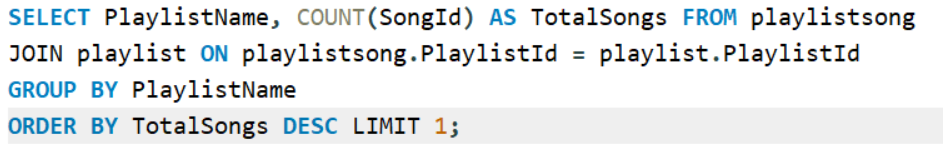 SELECT PlaylistName, COUNT(SongId) AS TotalSongs FROM playlistsong
JOIN playlist ON playlistsong.PlaylistId = playlist.PlaylistId
GROUP BY PlaylistName
ORDER BY TotalSongs DESC LIMIT 1;